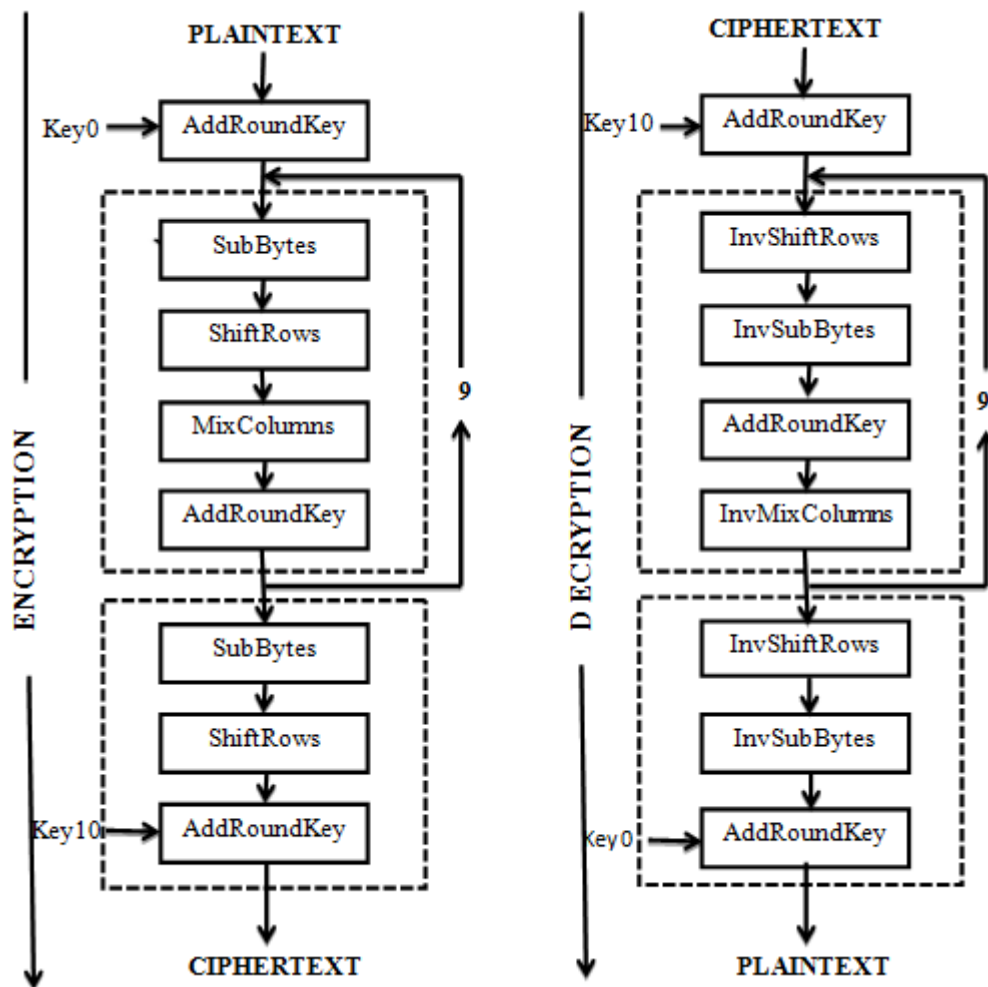 PLAINTEXT
Key0
AddRoundKey
SubBytes
ShiftRows
MixColumns
AddRoundKey
9
SubBytes
ShiftRows
Key10
AddRoundKey
CIPHERTEXT
ENCRYPTION
CIPHERTEXT
Key10
AddRoundKey
InvShiftRows
InvSubBytes
AddRoundKey
InvMixColumns
9
InvShiftRows
InvSubBytes
Key0
AddRoundKey
PLAINTEXT
DECRYPTION